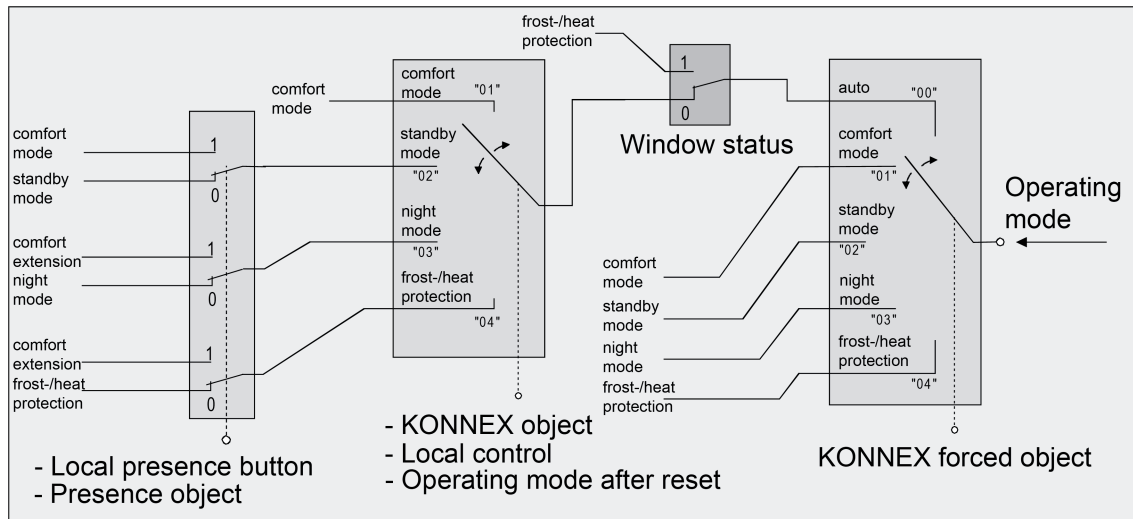 comfort
mode
standby
mode
comfort
extension
night
mode
comfort
extension
frost-/heat
protection
1
0
1
0
1
0
- Local presence button
- Presence object
comfort
mode
comfort
mode "01"
standby
mode
"02"
night
mode
"03"
frost-/heat
protection
"04"
- KONNEX object
- Local control
- Operating mode after reset
frost-/heat
protection
1
0
Window status
comfort
mode
standby
mode
night
mode
frost-/heat
protection
auto "00"
comfort
mode
"01"
standby
mode
"02"
night
mode
"03"
frost-/heat
protection
"04"
KONNEX forced object
Operating
mode